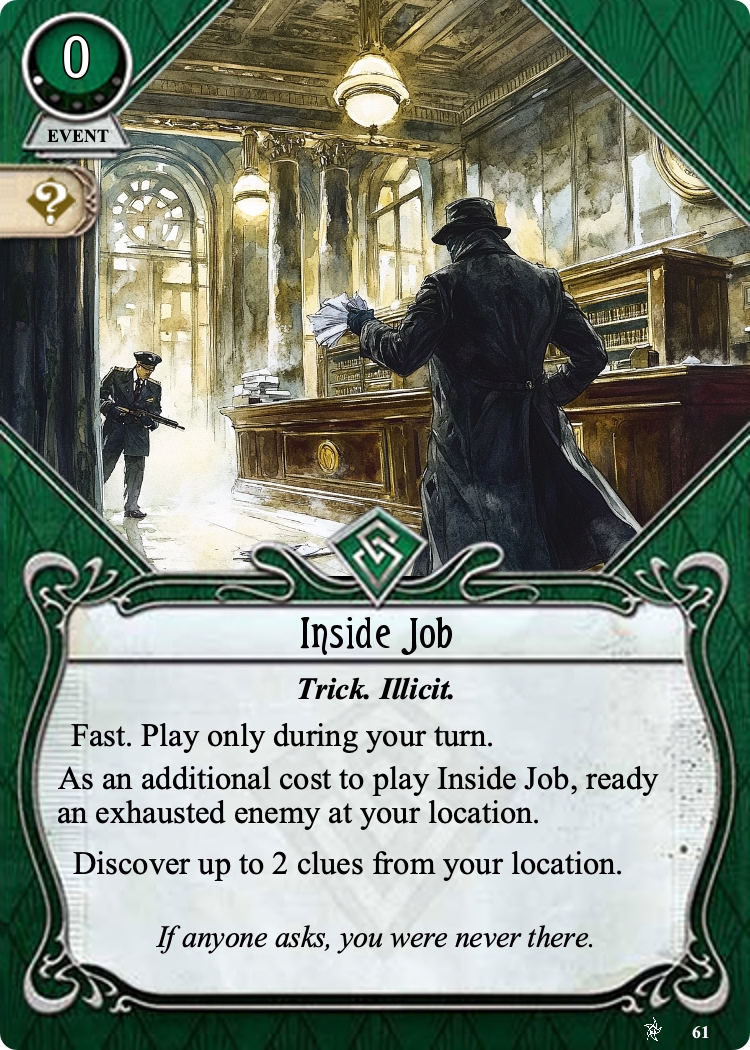 0
EVENT
?
Inside Job
Trick. Illicit.
Fast. Play only during your turn.
As an additional cost to play Inside Job, ready
an exhausted enemy at your location.
Discover up to 2 clues from your location.
If anyone asks, you were never there.
61